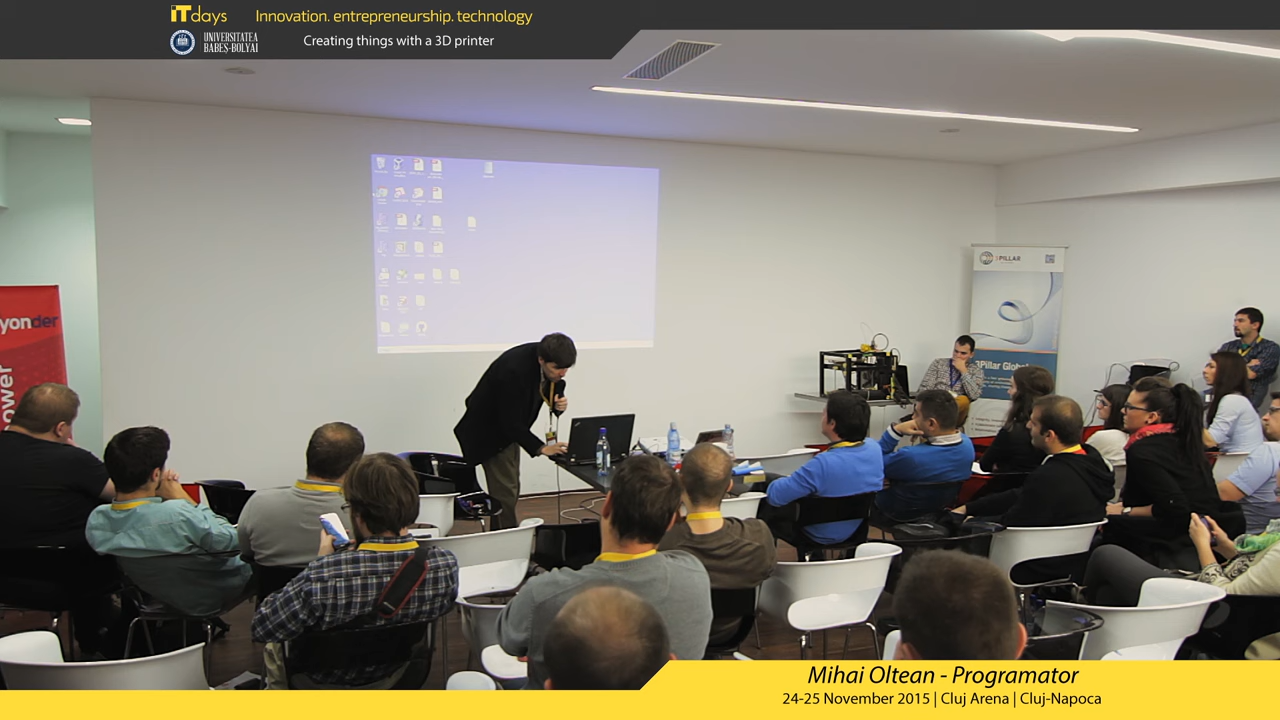 iTdays
Innovation. entrepreneurship. technology
UNIVERSITATEA
BABEȘ-BOLYAI
Creating things with a 3D printer
3PILLAR
yonder
ower
3Pillar Glob
Mihai Oltean - Programator
24-25 November 2015 | Cluj Arena | Cluj-Napoca